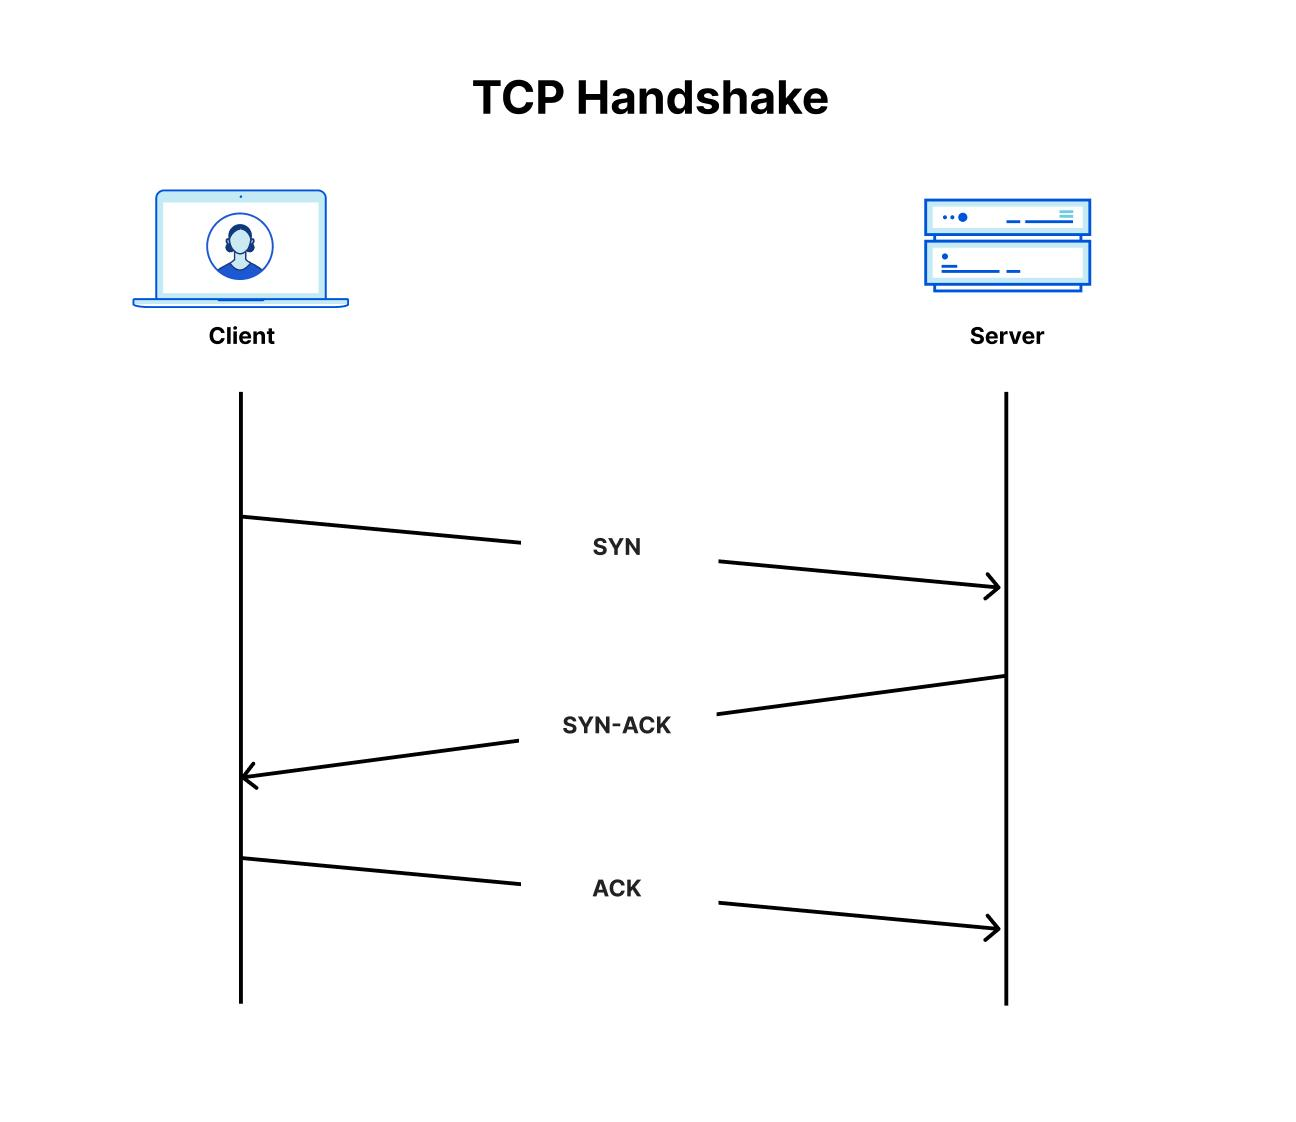 TCP Handshake
Client
Server
SYN
SYN-ACK
ACK